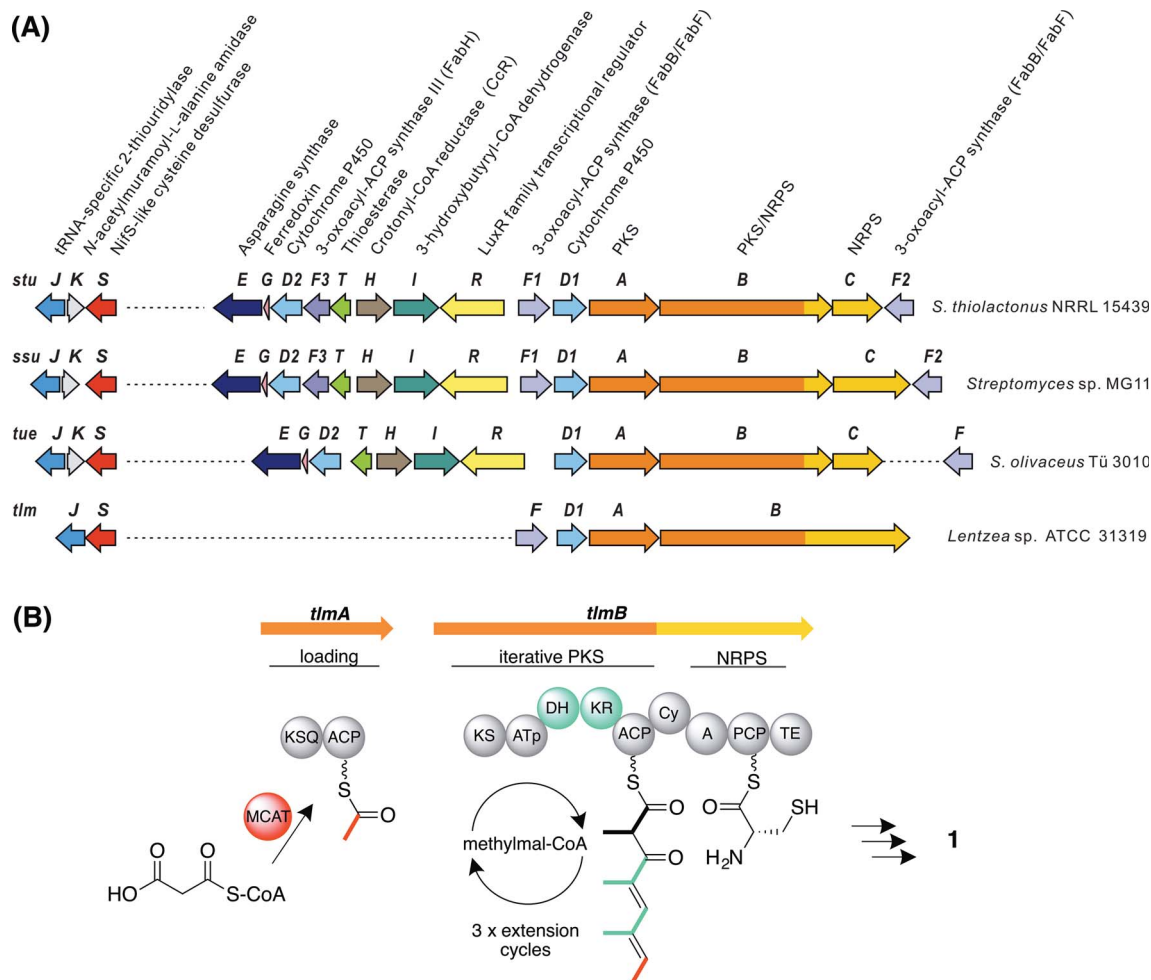 (A)
tRNA-specific 2-thiouridylase
N-acetylmuramoyl-L-alanine amidase
NifS-like cysteine desulfurase
Asparagine synthase
Ferredoxin
Cytochrome P450
3-oxoacyl-ACP synthase III (FabH)
Thioesterase
Crotonyl-CoA reductase (CcR)
3-hydroxybutyryl-CoA dehydrogenase
LuxR family transcriptional regulator
3-oxoacyl-ACP synthase (FabB/FabF)
Cytochrome P450
PKS
PKS/NRPS
NRPS
3-oxoacyl-ACP synthase (FabB/FabF)
stu J K S E G D2 F3 T H I R F1 D1 A B C F2
S. thiolactonus NRRL 15439
ssu J K S E G D2 F3 T H I R F1 D1 A B C F2
Streptomyces sp. MG11
tue J K S E G D2 T H I R D1 A B C F
S. olivaceus Tü 3010
tlm J S F D1 A B
Lentzea sp. ATCC 31319
(B)
tlmA tlmB
loading iterative PKS NRPS
KSQ ACP KS ATp DH KR ACP Cy A PCP TE
S S S
MCAT O O O SH
methylmal-CoA O H2N
O O
HO S-CoA
3 x extension
cycles
1